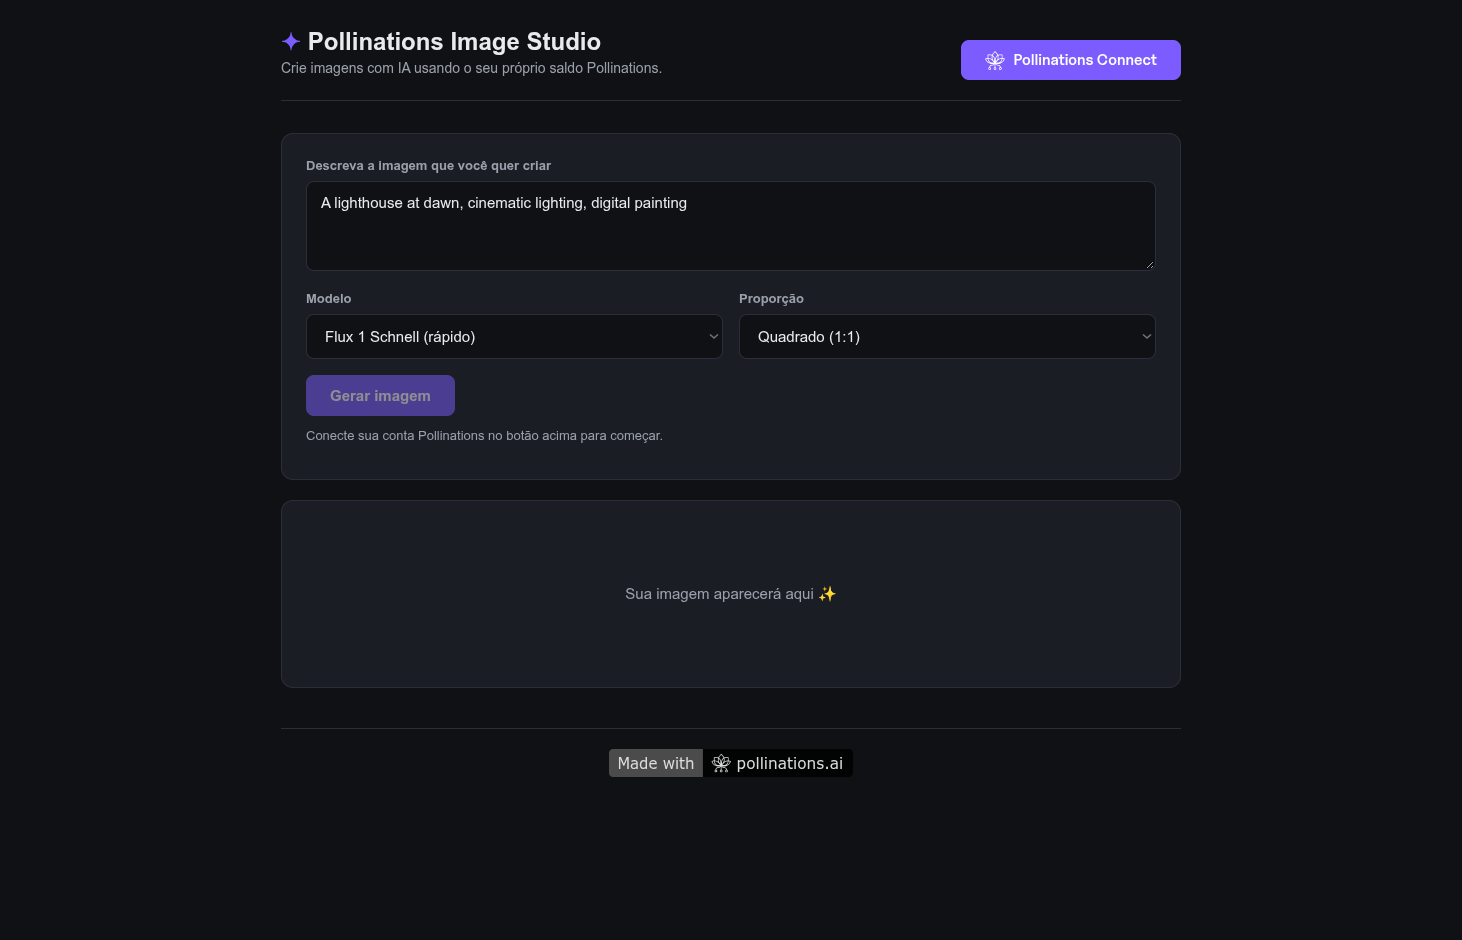 ✦ Pollinations Image Studio
Crie imagens com IA usando o seu próprio saldo Pollinations.
Pollinations Connect
Descreva a imagem que você quer criar
A lighthouse at dawn, cinematic lighting, digital painting
Modelo
Proporção
Flux 1 Schnell (rápido)
Quadrado (1:1)
Gerar imagem
Conecte sua conta Pollinations no botão acima para começar.
Sua imagem aparecerá aqui ✨
Made with pollinations.ai